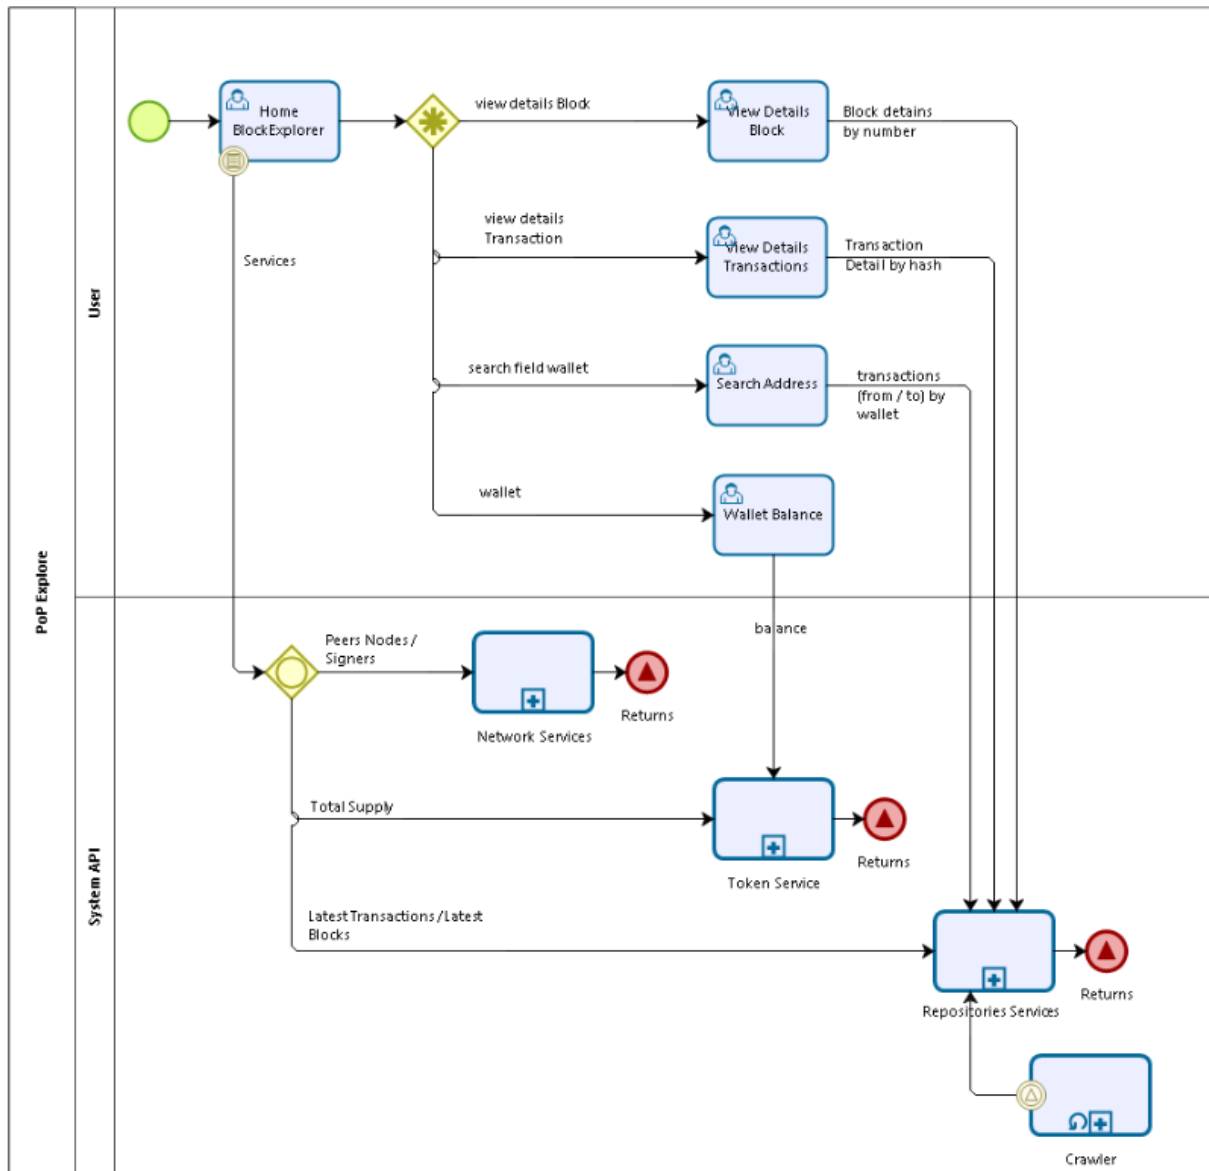 PoP Explore
User
System API
Home
BlockExplorer
view details Block
View Details
Block
Block detains
by number
view details
Transaction
View Details
Transactions
Transaction
Detail by hash
Services
search field wallet
Search Address
transactions
(from / to) by
wallet
wallet
Wallet Balance
balance
Peers Nodes /
Signers
Network Services
Returns
Total Supply
Token Service
Returns
Latest Transactions /Latest
Blocks
Repositories Services
Returns
Crawler